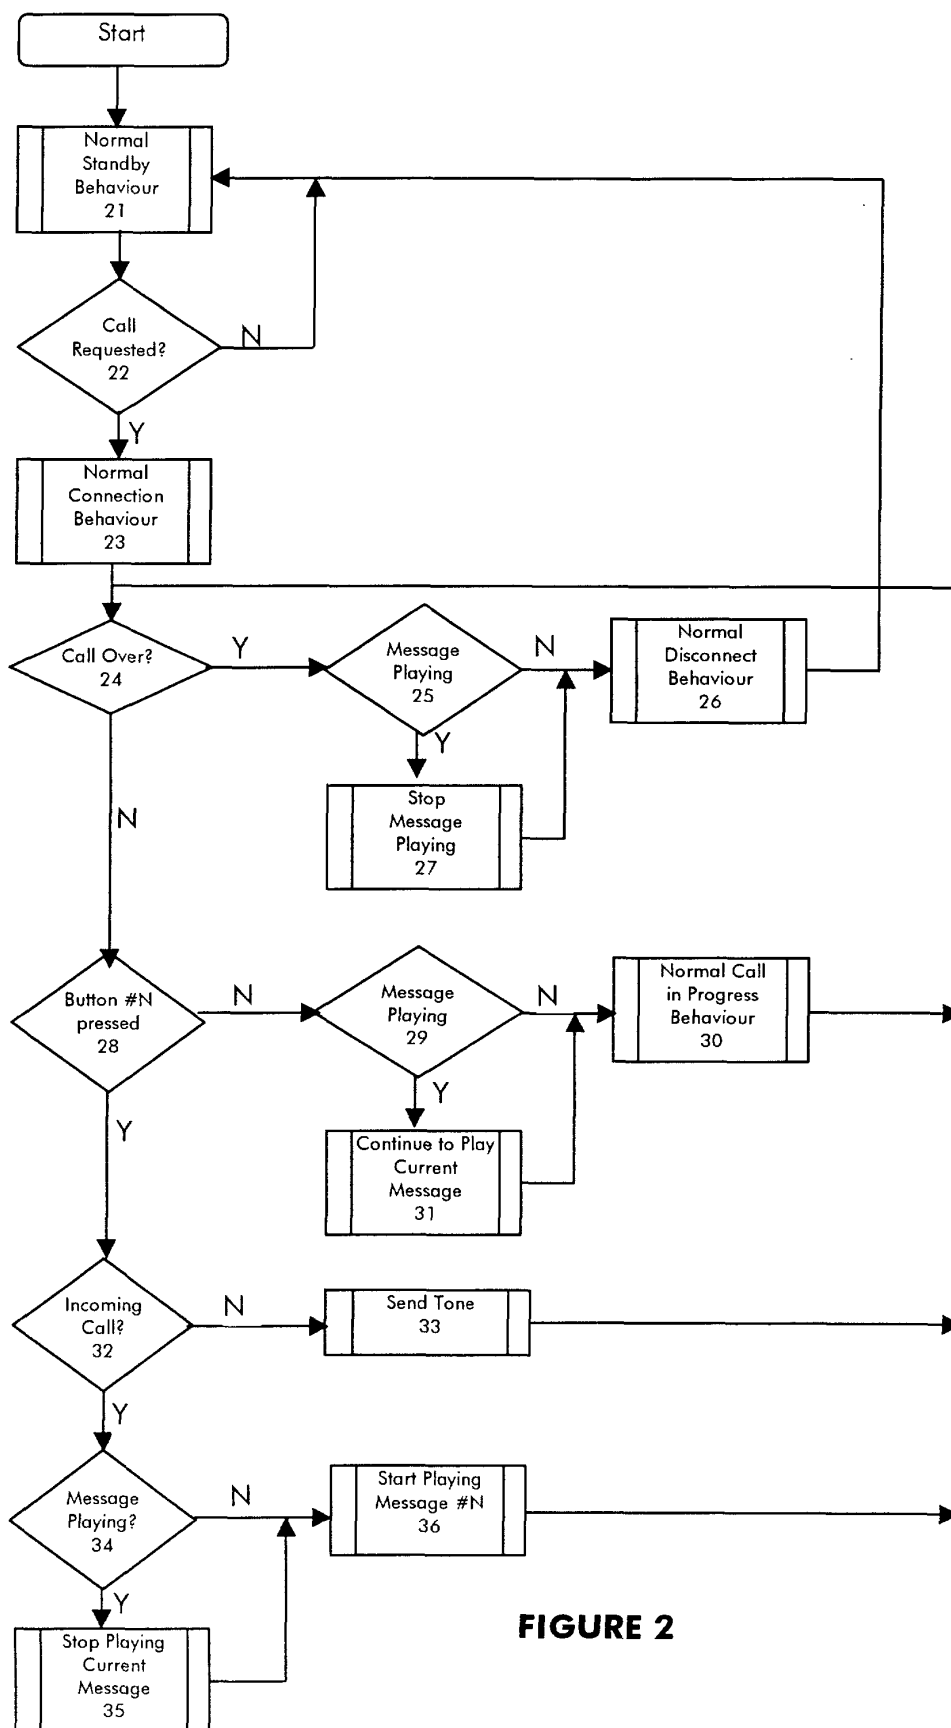 Start
Normal
Standby
Behaviour
21
Call
Requested?
22
N
Y
Normal
Connection
Behaviour
23
Call Over?
24
Y
Message
Playing
25
N
Normal
Disconnect
Behaviour
26
Y
Stop
Message
Playing
27
N
Button #N
pressed
28
N
Message
Playing
29
N
Normal Call
in Progress
Behaviour
30
Y
Continue to Play
Current
Message
31
Y
Incoming
Call?
32
N
Send Tone
33
Y
Message
Playing?
34
N
Start Playing
Message #N
36
Y
Stop Playing
Current
Message
35
FIGURE 2